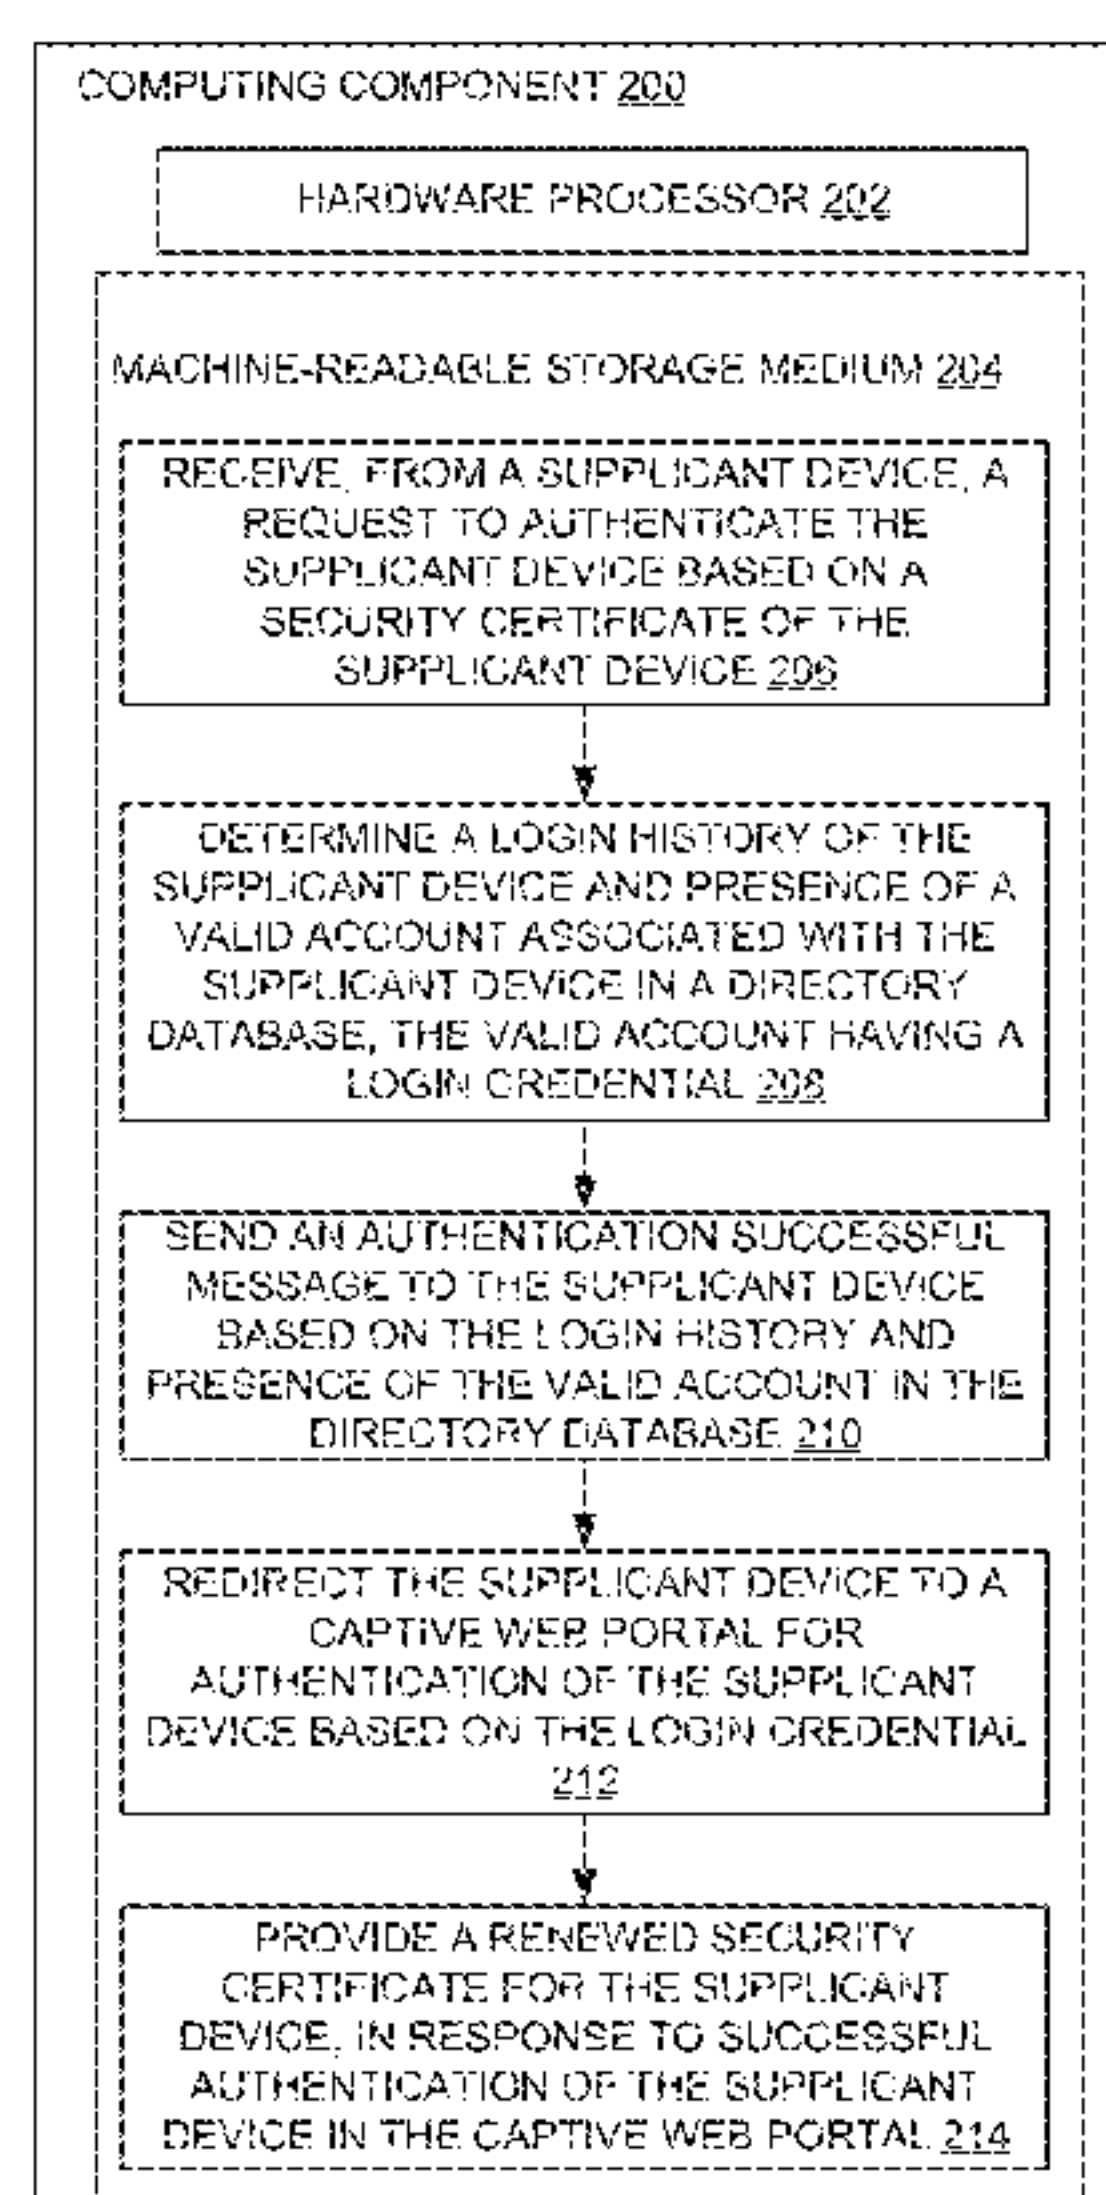 COMPUTING COMPONENT 200
HARDWARE PROCESSOR 202
MACHINE-READABLE STORAGE MEDIUM 204
RECEIVE, FROM A SUPPLICANT DEVICE, A
REQUEST TO AUTHENTICATE THE
SUPPLICANT DEVICE BASED ON A
SECURITY CERTIFICATE OF THE
SUPPLICANT DEVICE 206
DETERMINE A LOGIN HISTORY OF THE
SUPPLICANT DEVICE AND PRESENCE OF A
VALID ACCOUNT ASSOCIATED WITH THE
SUPPLICANT DEVICE IN A DIRECTORY
DATABASE, THE VALID ACCOUNT HAVING A
LOGIN CREDENTIAL 208
SEND AN AUTHENTICATION SUCCESSFUL
MESSAGE TO THE SUPPLICANT DEVICE
BASED ON THE LOGIN HISTORY AND
PRESENCE OF THE VALID ACCOUNT IN THE
DIRECTORY DATABASE 210
REDIRECT THE SUPPLICANT DEVICE TO A
CAPTIVE WEB PORTAL FOR
AUTHENTICATION OF THE SUPPLICANT
DEVICE BASED ON THE LOGIN CREDENTIAL
212
PROVIDE A RENEWED SECURITY
CERTIFICATE FOR THE SUPPLICANT
DEVICE, IN RESPONSE TO SUCCESSFUL
AUTHENTICATION OF THE SUPPLICANT
DEVICE IN THE CAPTIVE WEB PORTAL 214